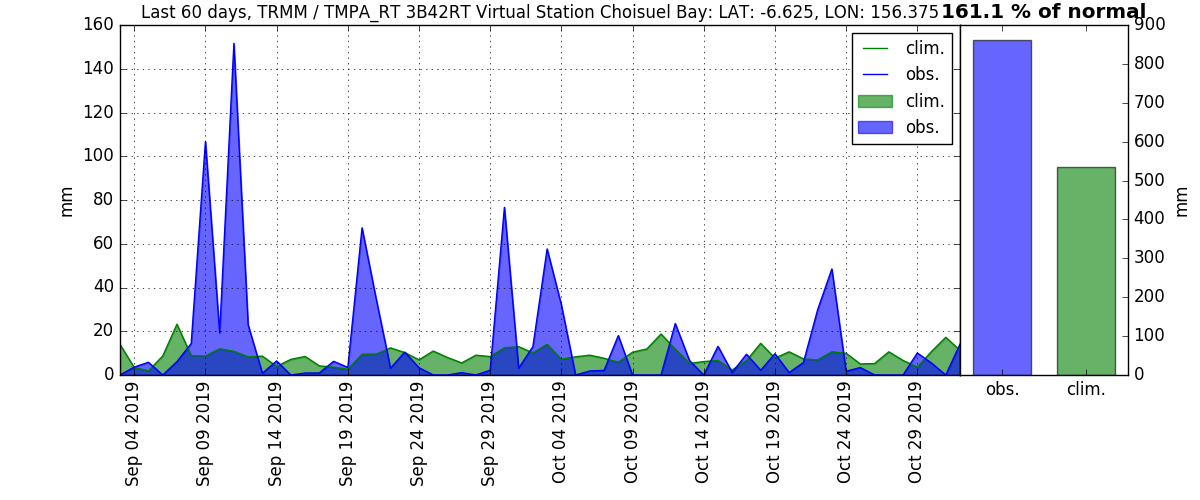 Last 60 days, TRMM / TMPA_RT 3B42RT Virtual Station Choisuel Bay: LAT: -6.625, LON: 156.375
161.1 % of normal
160
140
120
100
80
60
40
20
0
mm
clim.
obs.
clim.
obs.
Sep 04 2019
Sep 09 2019
Sep 14 2019
Sep 19 2019
Sep 24 2019
Sep 29 2019
Oct 04 2019
Oct 09 2019
Oct 14 2019
Oct 19 2019
Oct 24 2019
Oct 29 2019
900
800
700
600
500
400
300
200
100
0
mm
obs.
clim.